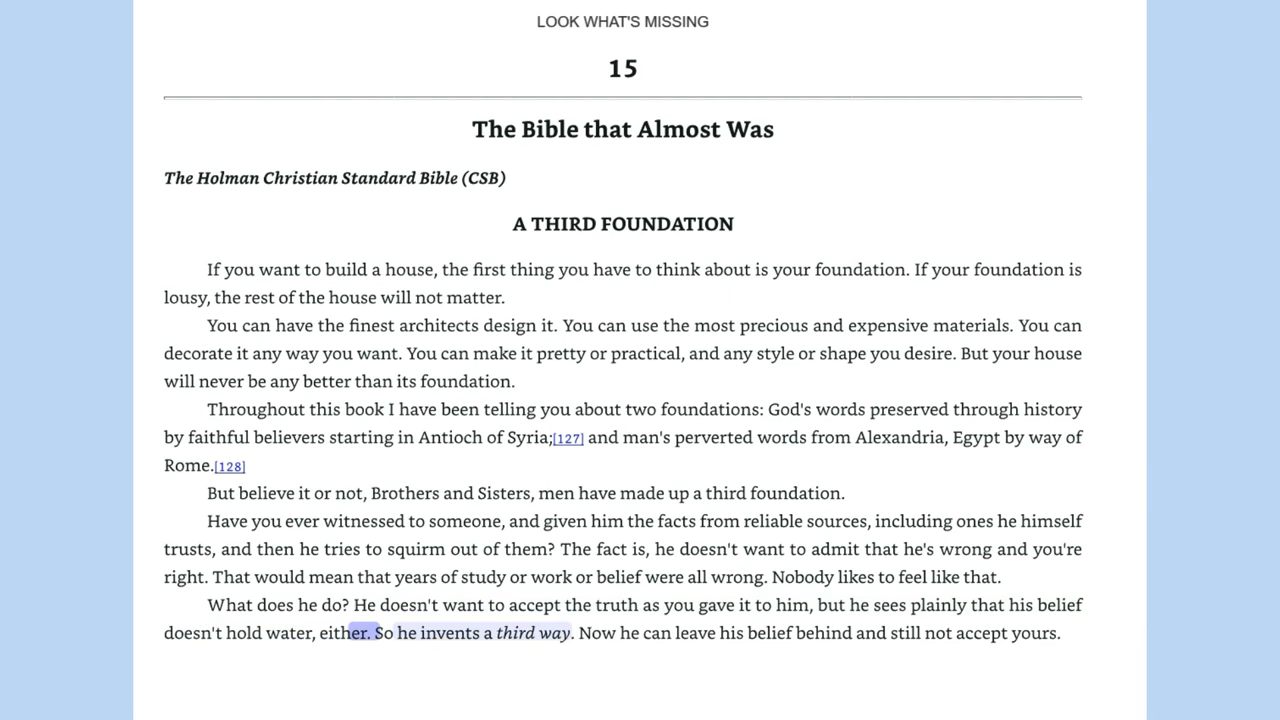 LOOK WHAT'S MISSING
15
The Bible that Almost Was
The Holman Christian Standard Bible (CSB)
A THIRD FOUNDATION
If you want to build a house, the first thing you have to think about is your foundation. If your foundation is
lousy, the rest of the house will not matter.
You can have the finest architects design it. You can use the most precious and expensive materials. You can
decorate it any way you want. You can make it pretty or practical, and any style or shape you desire. But your house
will never be any better than its foundation.
Throughout this book I have been telling you about two foundations: God's words preserved through history
by faithful believers starting in Antioch of Syria;[127] and man's perverted words from Alexandria, Egypt by way of
Rome.[128]
But believe it or not, Brothers and Sisters, men have made up a third foundation.
Have you ever witnessed to someone, and given him the facts from reliable sources, including ones he himself
trusts, and then he tries to squirm out of them? The fact is, he doesn't want to admit that he's wrong and you're
right. That would mean that years of study or work or belief were all wrong. Nobody likes to feel like that.
What does he do? He doesn't want to accept the truth as you gave it to him, but he sees plainly that his belief
doesn't hold water, either. So he invents a third way. Now he can leave his belief behind and still not accept yours.